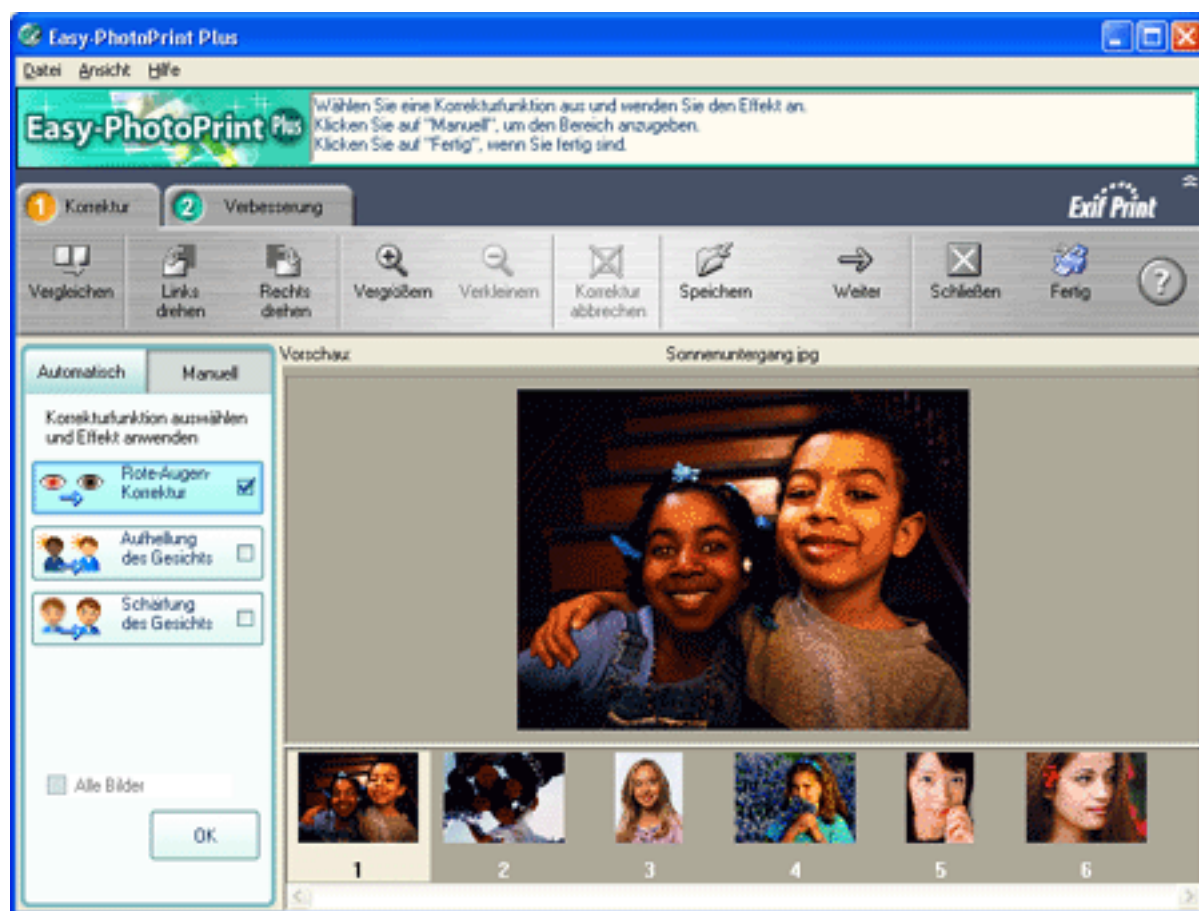 Easy-PhotoPrint Plus
Datei Ansicht Hilfe
Easy-PhotoPrint Plus
Wählen Sie eine Korrekturfunktion aus und wenden Sie den Effekt an.
Klicken Sie auf "Manuell", um den Bereich anzugeben.
Klicken Sie auf "Fertig", wenn Sie fertig sind.
1 Korrektur
2 Verbesserung
Exif Print
Vergleichen
Links
drehen
Rechts
drehen
Vergrößern
Verkleinern
Korrektur
abbrechen
Speichern
Weiter
Schließen
Fertig
?
Automatisch
Manuell
Vorschau:
Sonnenuntergang.jpg
Korrekturfunktion auswählen
und Effekt anwenden
Rote-Augen-
Korrektur
Aufhellung
des Gesichts
Schärfung
des Gesichts
Alle Bilder
OK
1 2 3 4 5 6